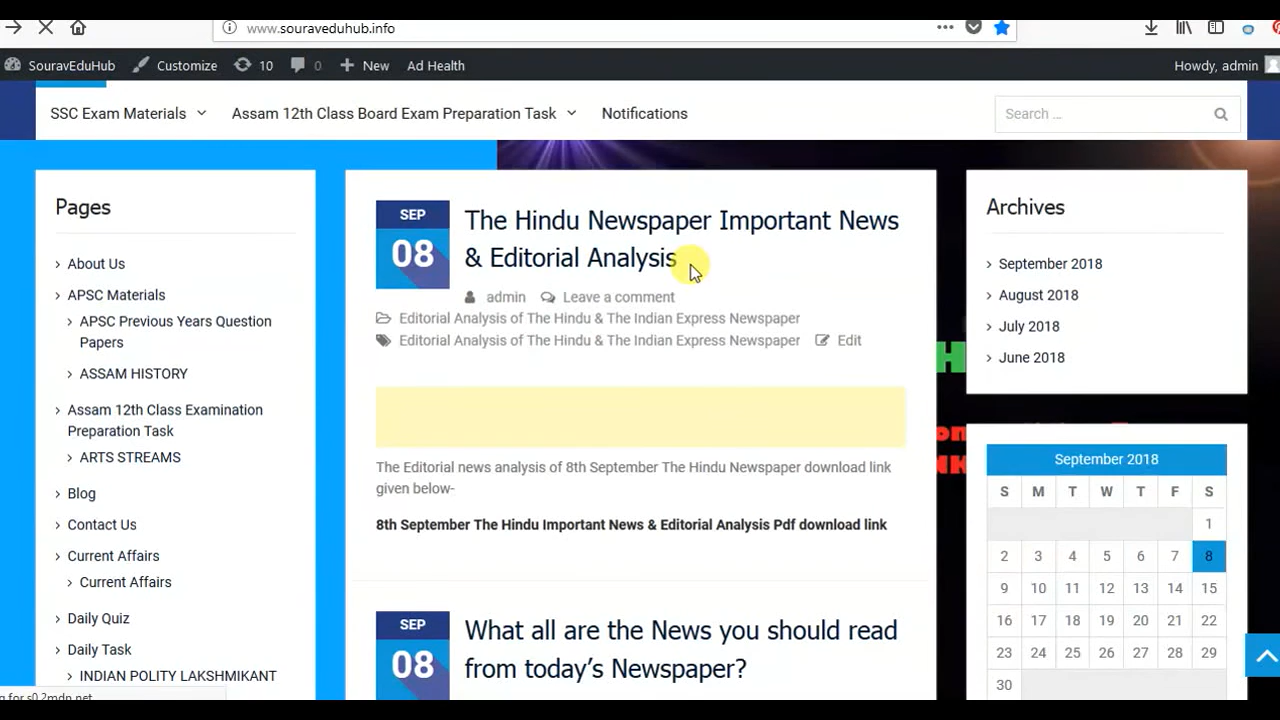 www.souraveduhub.info
SouravEduHub Customize 10 0 New Ad Health Howdy, admin
SSC Exam Materials Assam 12th Class Board Exam Preparation Task Notifications Search …
Pages
About Us
APSC Materials
APSC Previous Years Question
Papers
ASSAM HISTORY
Assam 12th Class Examination
Preparation Task
ARTS STREAMS
Blog
Contact Us
Current Affairs
Current Affairs
Daily Quiz
Daily Task
INDIAN POLITY LAKSHMIKANT
SEP
08
The Hindu Newspaper Important News
& Editorial Analysis
admin Leave a comment
Editorial Analysis of The Hindu & The Indian Express Newspaper
Editorial Analysis of The Hindu & The Indian Express Newspaper Edit
The Editorial news analysis of 8th September The Hindu Newspaper download link
given below-
8th September The Hindu Important News & Editorial Analysis Pdf download link
SEP
08
What all are the News you should read
from today's Newspaper?
Archives
September 2018
August 2018
July 2018
June 2018
September 2018
S M T W T F S
1
2 3 4 5 6 7 8
9 10 11 12 13 14 15
16 17 18 19 20 21 22
23 24 25 26 27 28 29
30
for s0.2mdn.net